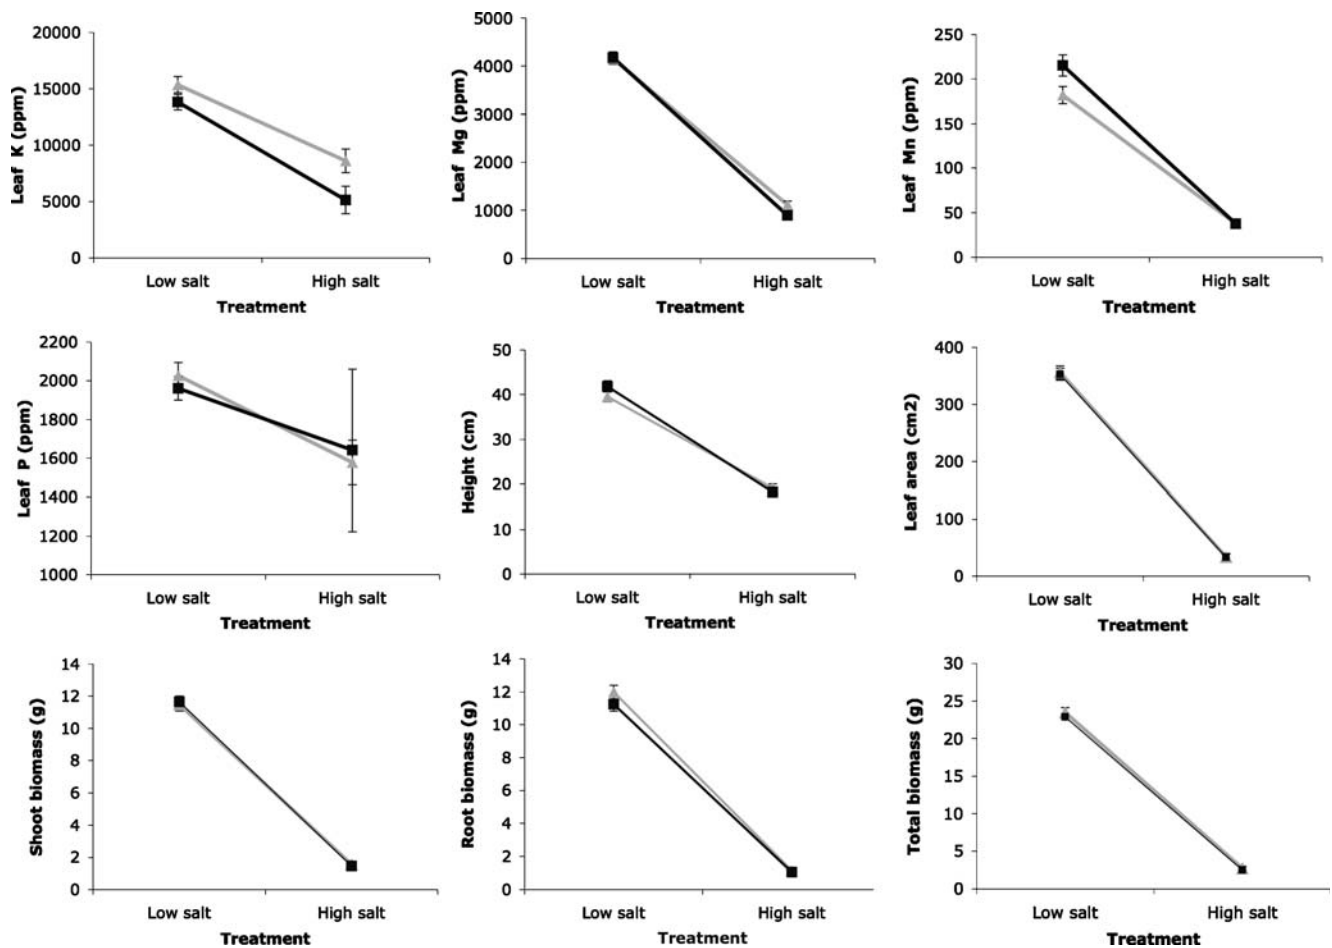 Leaf K (ppm)
20000
15000
10000
5000
0
Low salt High salt
Treatment
Leaf Mg (ppm)
5000
4000
3000
2000
1000
0
Low salt High salt
Treatment
Leaf Mn (ppm)
250
200
150
100
50
0
Low salt High salt
Treatment
Leaf P (ppm)
2200
2000
1800
1600
1400
1200
1000
Low salt High salt
Treatment
Height (cm)
50
40
30
20
10
0
Low salt High salt
Treatment
Leaf area (cm2)
400
300
200
100
0
Low salt High salt
Treatment
Shoot biomass (g)
14
12
10
8
6
4
2
0
Low salt High salt
Treatment
Root biomass (g)
14
12
10
8
6
4
2
0
Low salt High salt
Treatment
Total biomass (g)
30
25
20
15
10
5
0
Low salt High salt
Treatment